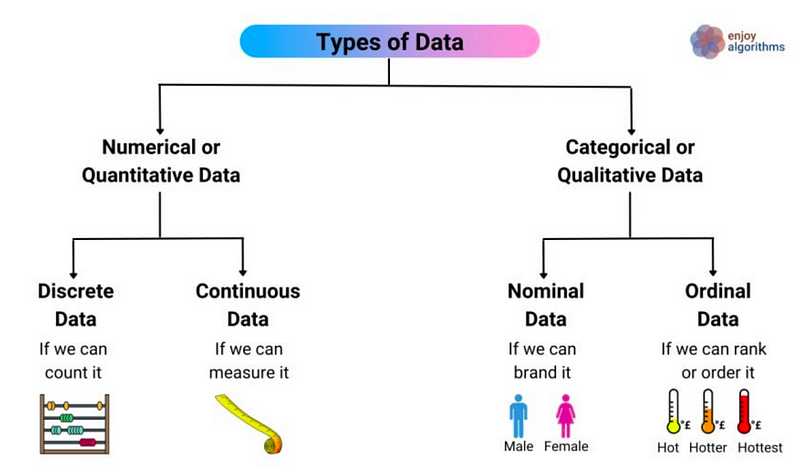 Types of Data
enjoy
algorithms
Numerical or
Quantitative Data
Categorical or
Qualitative Data
Discrete
Data
If we can
count it
Continuous
Data
If we can
measure it
Nominal
Data
If we can
brand it
Male Female
Ordinal
Data
If we can rank
or order it
°£ °£ °£
Hot Hotter Hottest